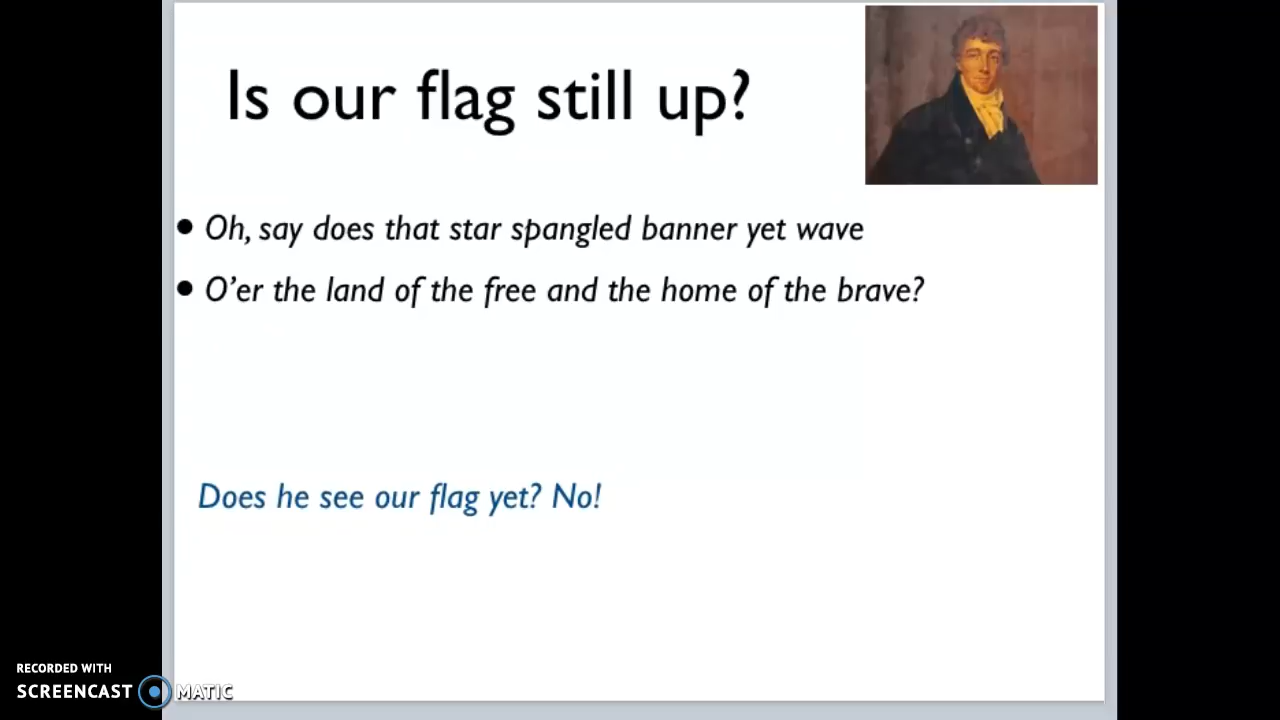 Is our flag still up?
• Oh, say does that star spangled banner yet wave
• O’er the land of the free and the home of the brave?
Does he see our flag yet? No!
RECORDED WITH
SCREENCAST MATIC